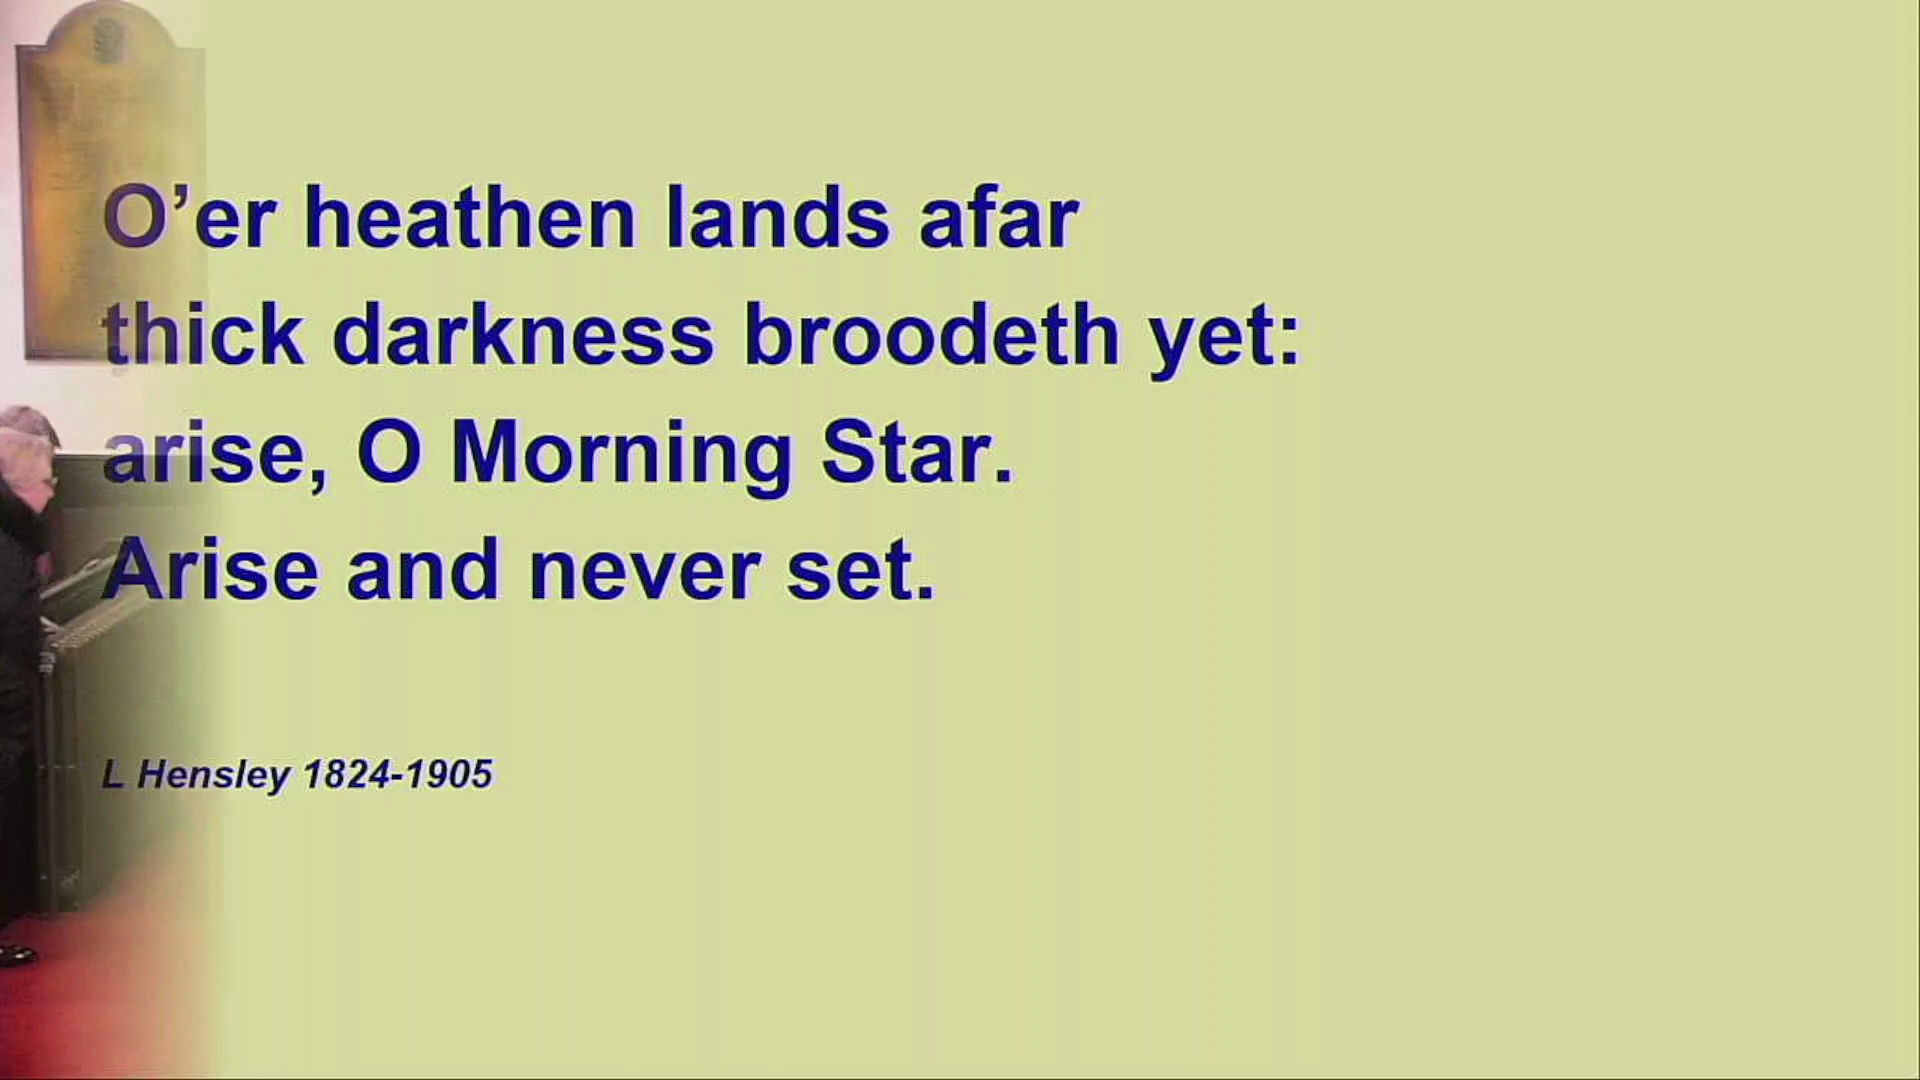 O’er heathen lands afar
thick darkness broodeth yet:
arise, O Morning Star.
Arise and never set.
L Hensley 1824-1905